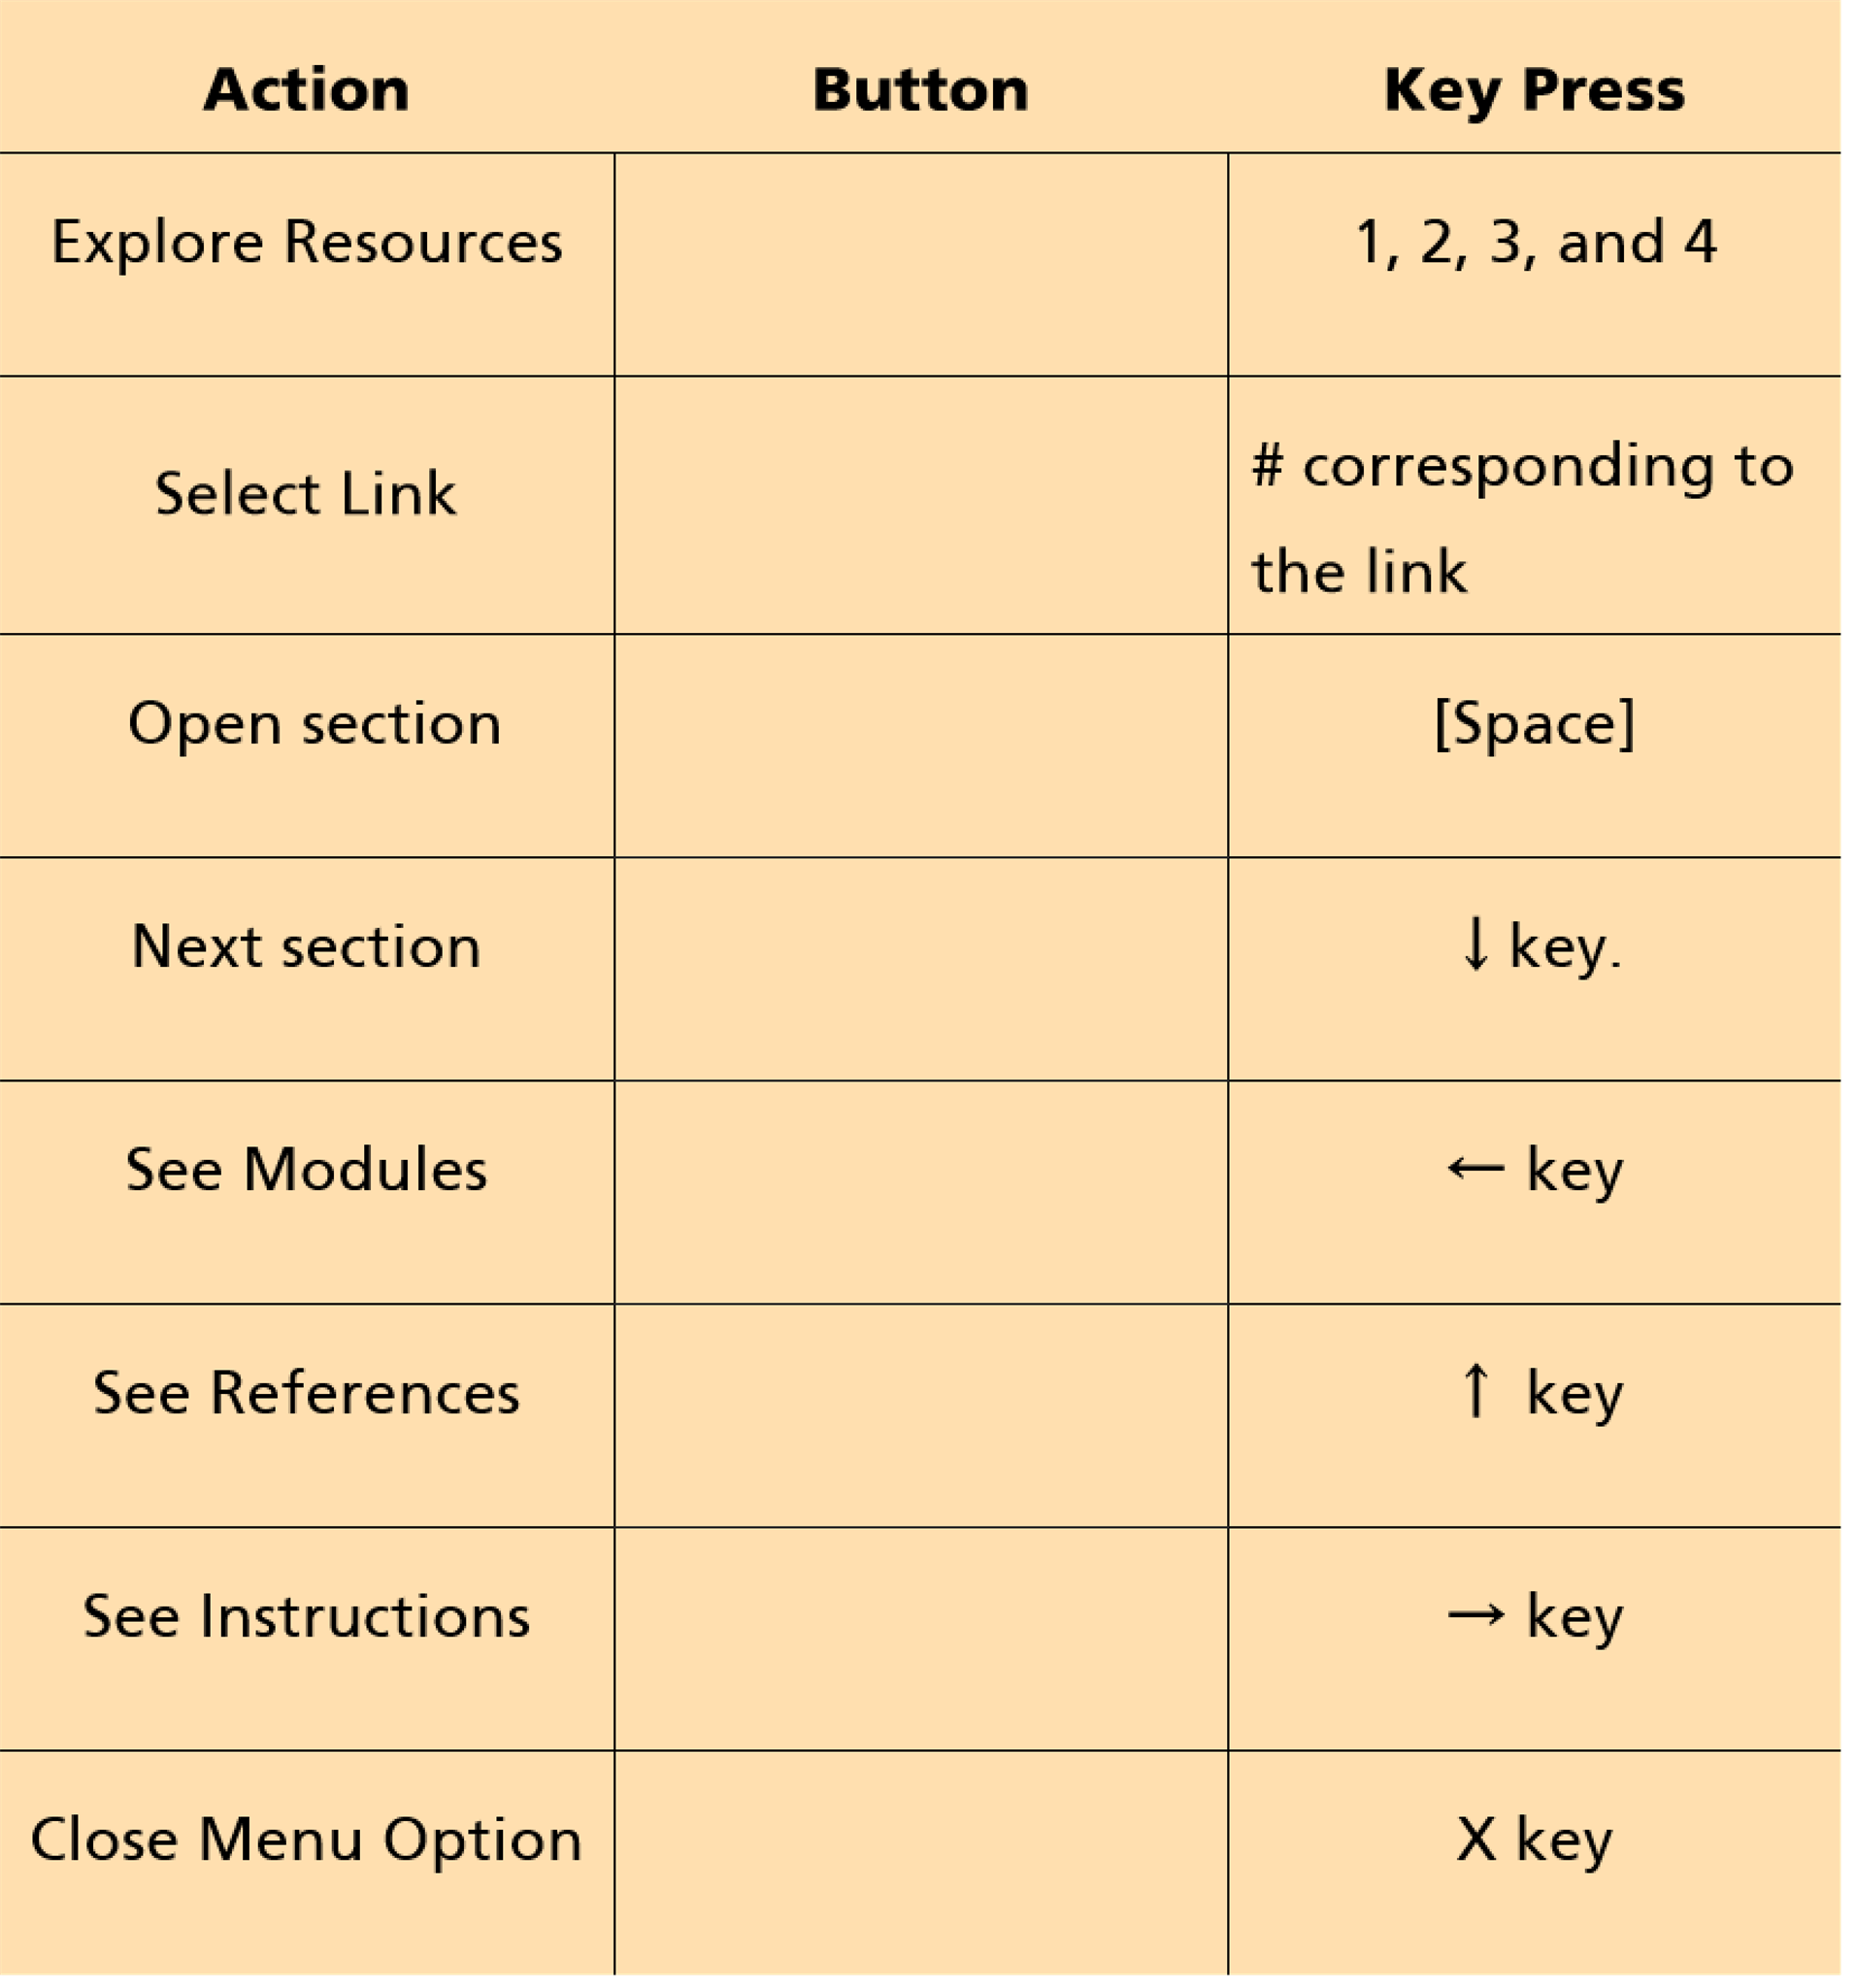 Action Button Key Press
Explore Resources 1, 2, 3, and 4
Select Link # corresponding to
the link
Open section [Space]
Next section ↓ key.
See Modules ← key
See References ↑ key
See Instructions → key
Close Menu Option X key